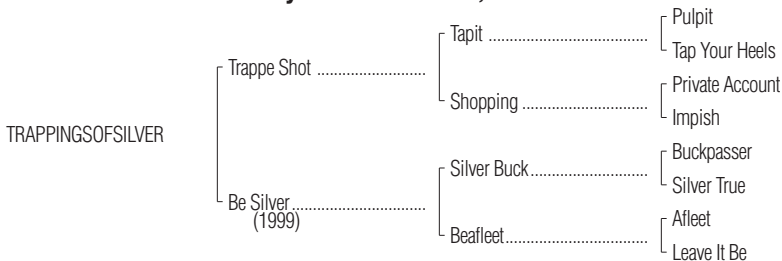 Pulpit
Tapit
Tap Your Heels
Trappe Shot
Private Account
Shopping
Impish
TRAPPINGSOFSILVER
Buckpasser
Silver Buck
Silver True
Be Silver
(1999)
Afleet
Beafleet
Leave It Be